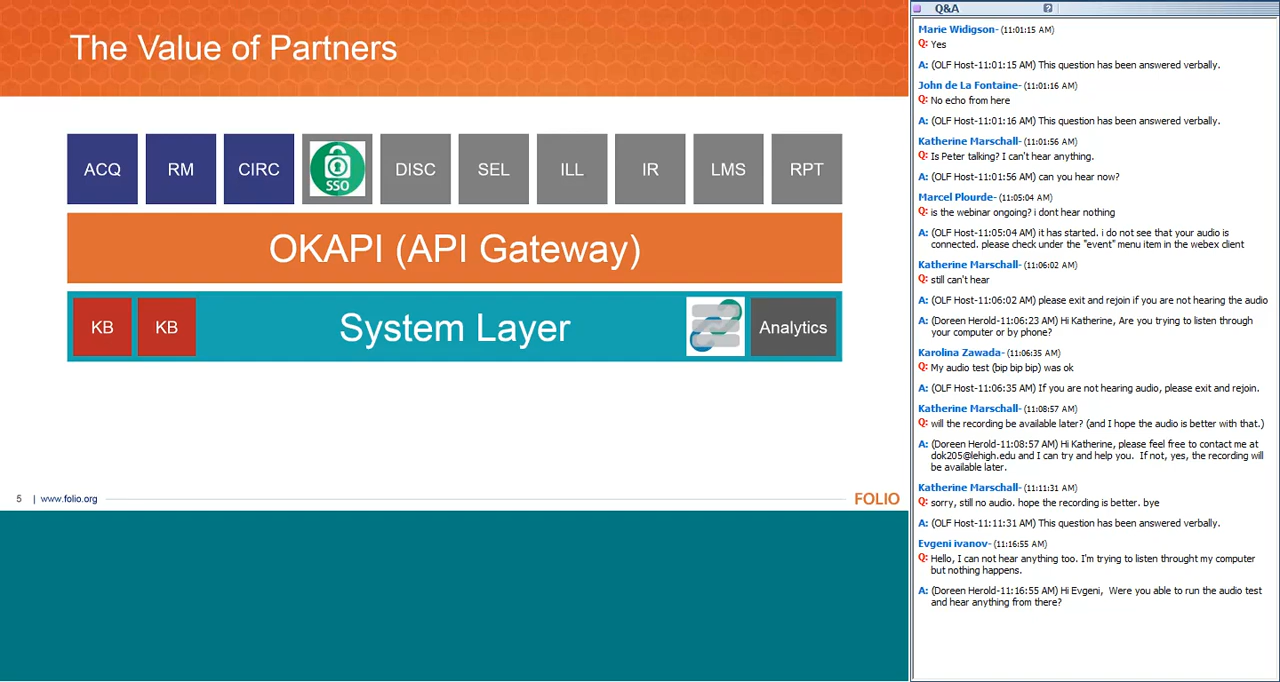 The Value of Partners
ACQ
RM
CIRC
SSO
DISC
SEL
ILL
IR
LMS
RPT
OKAPI (API Gateway)
KB
KB
System Layer
Analytics
5 | www.folio.org
FOLIO
Q&A
?
Marie Widigson- (11:01:15 AM)
Q: Yes
A: (OLF Host-11:01:15 AM) This question has been answered verbally.
John de La Fontaine- (11:01:16 AM)
Q: No echo from here
A: (OLF Host-11:01:16 AM) This question has been answered verbally.
Katherine Marschall- (11:01:56 AM)
Q: Is Peter talking? I can't hear anything.
A: (OLF Host-11:01:56 AM) can you hear now?
Marcel Plourde- (11:05:04 AM)
Q: is the webinar ongoing? i dont hear nothing
A: (OLF Host-11:05:04 AM) it has started. i do not see that your audio is
connected. please check under the "event" menu item in the webex client
Katherine Marschall- (11:06:02 AM)
Q: still can't hear
A: (OLF Host-11:06:02 AM) please exit and rejoin if you are not hearing the audio
A: (Doreen Herold-11:06:23 AM) Hi Katherine, Are you trying to listen through
your computer or by phone?
Karolina Zawada- (11:06:35 AM)
Q: My audio test (bip bip bip) was ok
A: (OLF Host-11:06:35 AM) If you are not hearing audio, please exit and rejoin.
Katherine Marschall- (11:08:57 AM)
Q: will the recording be available later? (and I hope the audio is better with that.)
A: (Doreen Herold-11:08:57 AM) Hi Katherine, please feel free to contact me at
dok205@lehigh.edu and I can try and help you.  If not, yes, the recording will
be available later.
Katherine Marschall- (11:11:31 AM)
Q: sorry, still no audio. hope the recording is better. bye
A: (OLF Host-11:11:31 AM) This question has been answered verbally.
Evgeni ivanov- (11:16:55 AM)
Q: Hello, I can not hear anything too. I'm trying to listen throught my computer
but nothing happens.
A: (Doreen Herold-11:16:55 AM) Hi Evgeni,  Were you able to run the audio test
and hear anything from there?